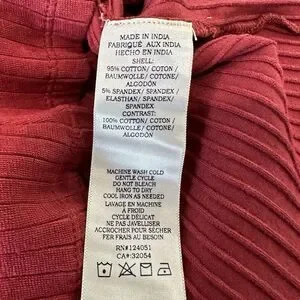 MADE IN INDIA
FABRIQUÉ AUX INDIA
HECHO EN INDIA
SHELL:
95% COTTON/ COTON /
BAUMWOLLE/ COTONE/
ALGODÓN
5% SPANDEX/ SPANDEX/
ELASTHAN/ SPANDEX/
SPANDEX
CONTRAST:
100% COTTON/ COTON /
BAUMWOLLE/ COTONE/
ALGODÓN
MACHINE WASH COLD
GENTLE CYCLE
DO NOT BLEACH
HANG TO DRY
COOL IRON AS NEEDED
LAVAGE EN MACHINE
A FROID
CYCLE DÉLICAT
NE PAS JAVELLISER
ACCROCHER POUR SÉCHER
FER FRAIS AU BESOIN
RN#124051
CA#:32054